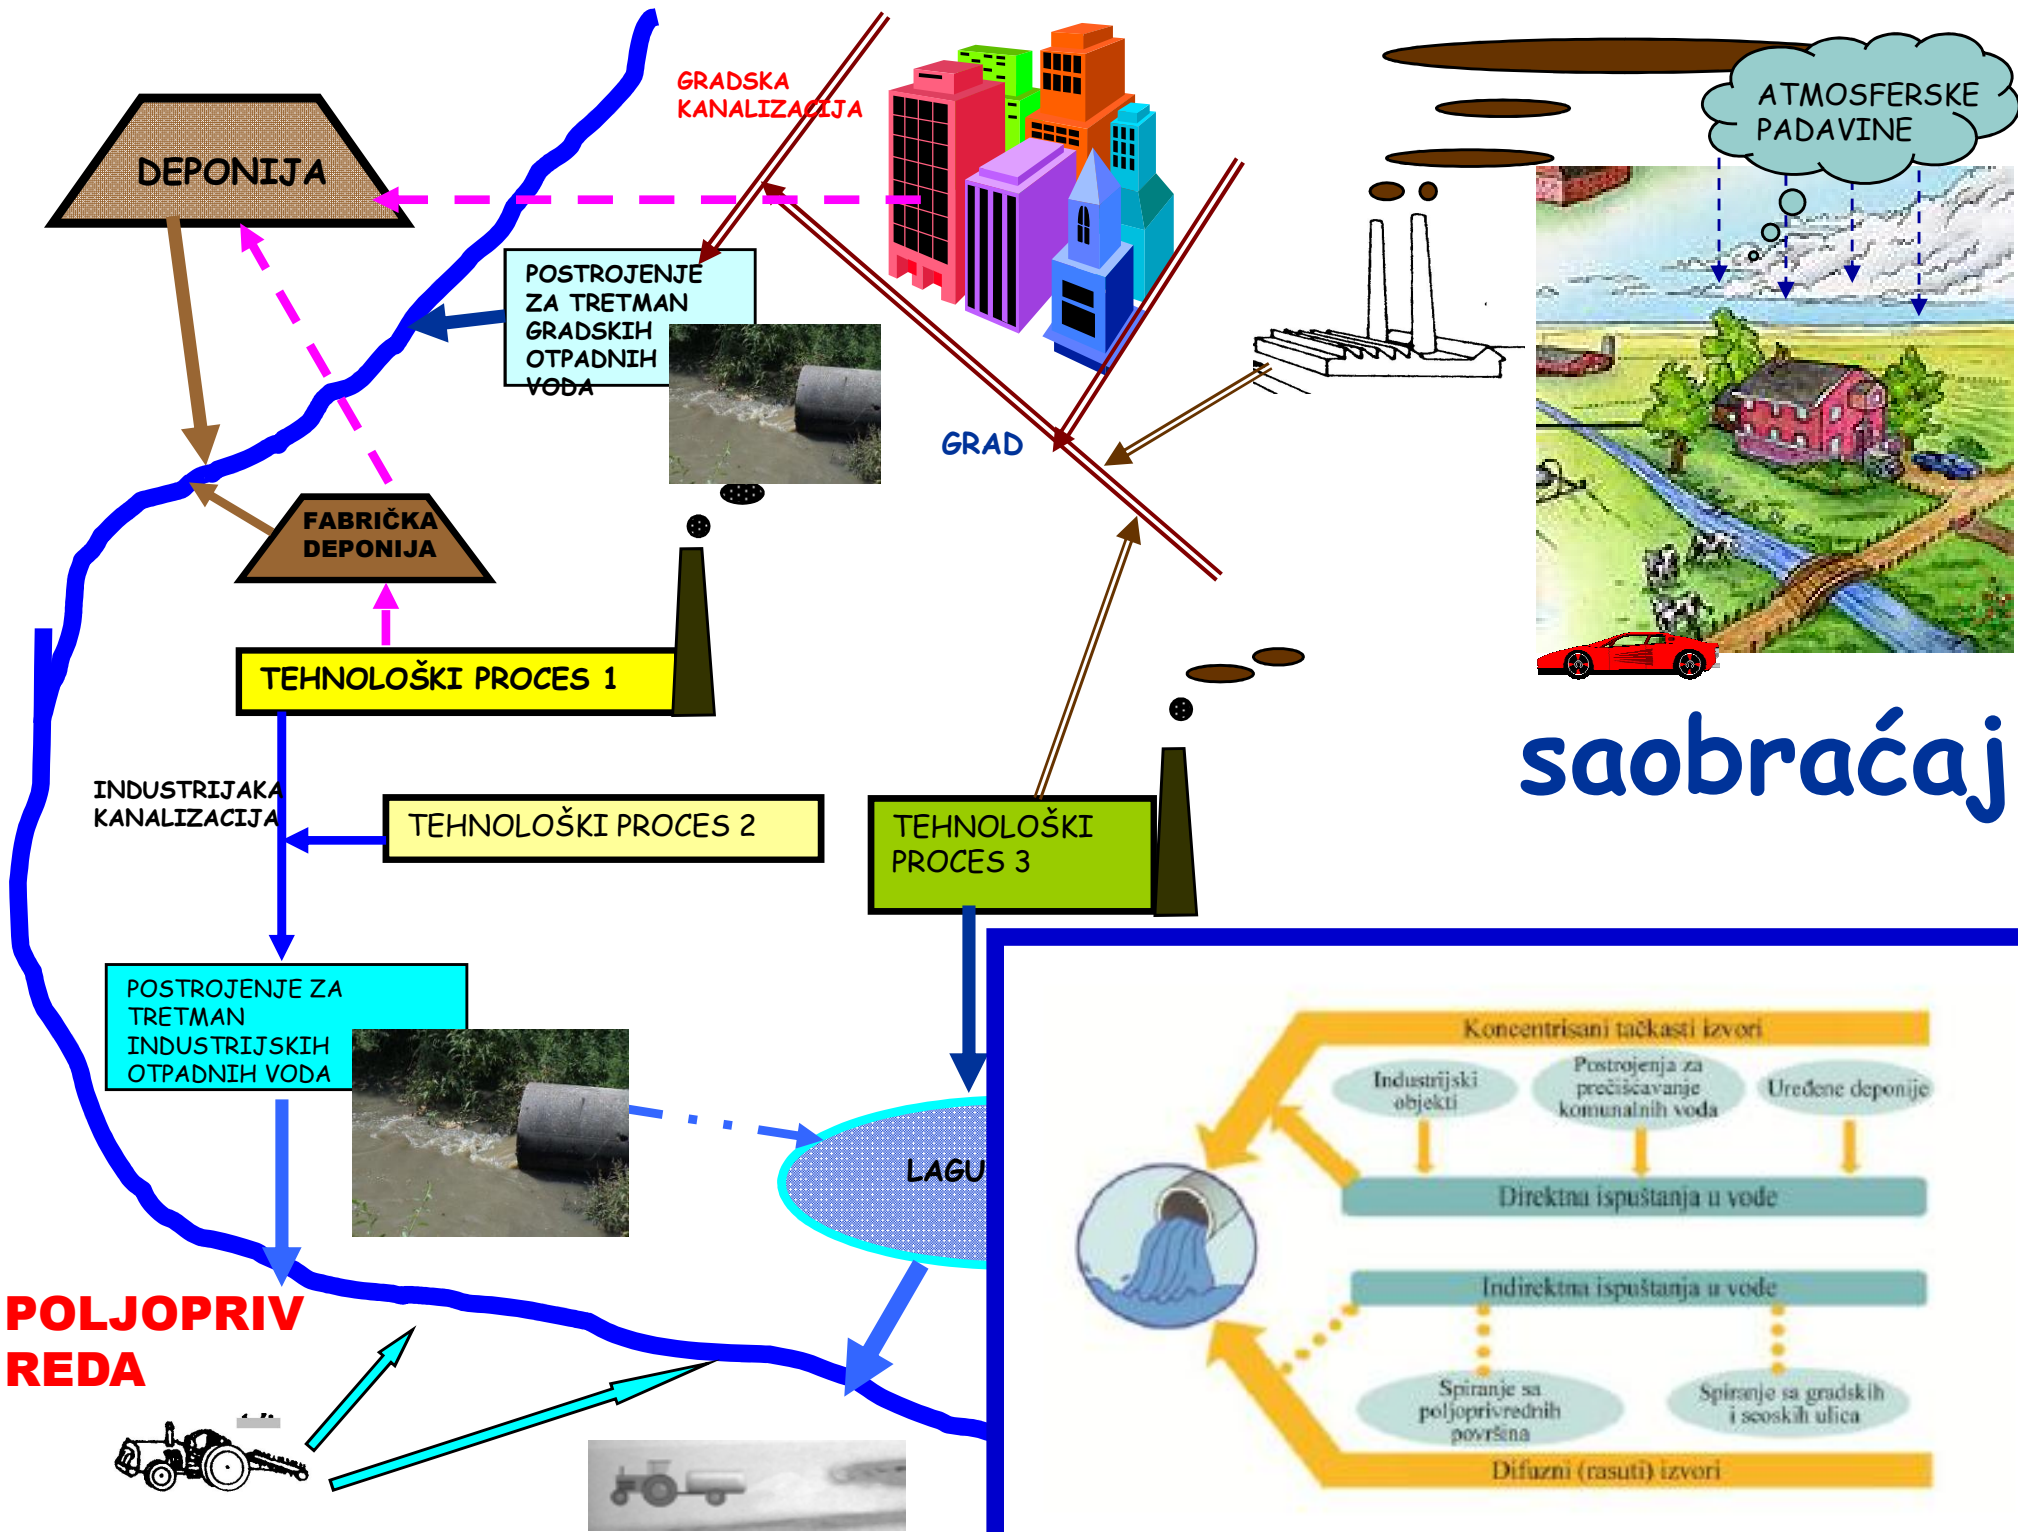 GRADSKA
KANALIZACIJA
ATMOSFERSKE
PADAVINE
DEPONIJA
POSTROJENJE
ZA TRETMAN
GRADSKIH
OTPADNIH
VODA
GRAD
FABRIČKA
DEPONIJA
TEHNOLOŠKI PROCES 1
saobraćaj
INDUSTRIJAKA
KANALIZACIJA
TEHNOLOŠKI PROCES 2
TEHNOLOŠKI
PROCES 3
POSTROJENJE ZA
TRETMAN
INDUSTRIJSKIH
OTPADNIH VODA
LAGU
POLJOPRIV
REDA
Koncentrisani tačkasti izvori
Industrijski
objekti
Postrojenja za
prečišćavanje
komunalnih voda
Uređene deponije
Direktna ispuštanja u vode
Indirektna ispuštanja u vode
Spiranje sa
poljoprivrednih
površina
Spiranje sa gradskih
i seoskih ulica
Difuzni (rasuti) izvori